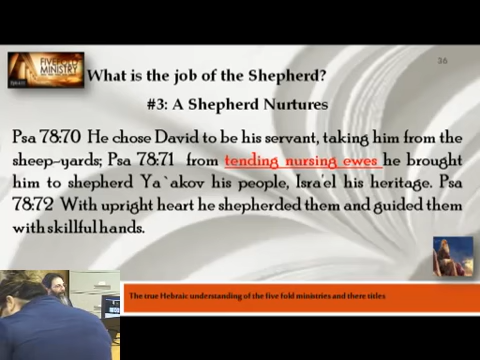 36
FIVEFOLD
MINISTRY
What is the job of the Shepherd?
#3: A Shepherd Nurtures
Psa 78:70 He chose David to be his servant, taking him from the
sheep-yards; Psa 78:71 from tending nursing ewes he brought
him to shepherd Ya`akov his people, Isra'el his heritage. Psa
78:72 With upright heart he shepherded them and guided them
with skillful hands.
The true Hebraic understanding of the five fold ministries and there titles